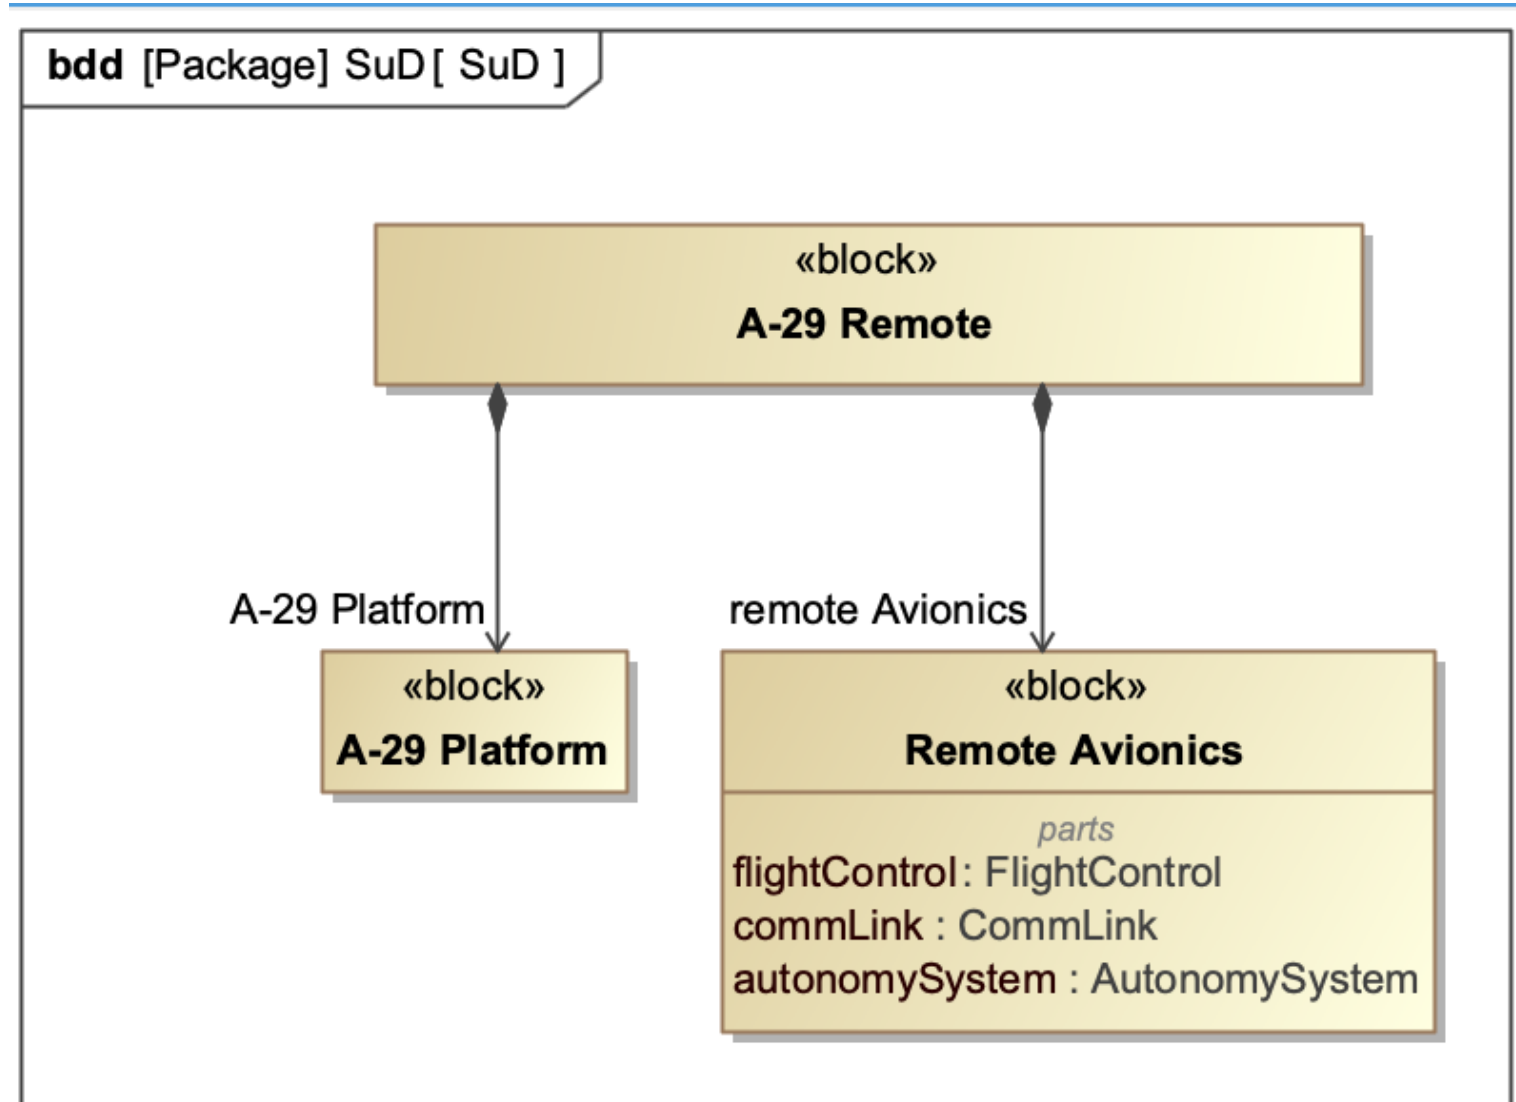 bdd [Package] SuD[ SuD ]
«block»
A-29 Remote
A-29 Platform
remote Avionics
«block»
A-29 Platform
«block»
Remote Avionics
parts
flightControl : FlightControl
commLink : CommLink
autonomySystem : AutonomySystem